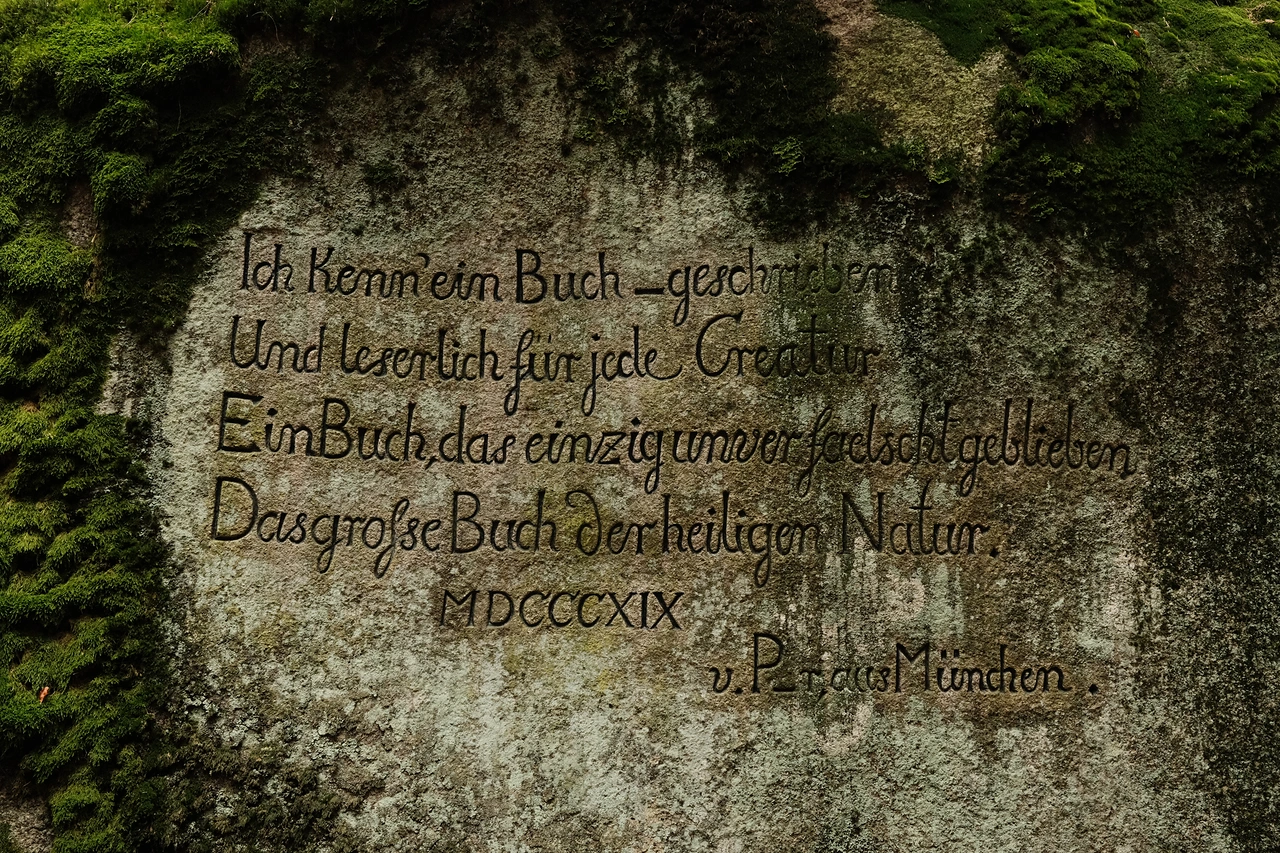 Ich Kenn' ein Buch – geschrieben
Und leserlich für jede Creatur
Ein Buch, das einzig unverfaelscht geblieben
Das grosse Buch der heiligen Natur.
MDCCCXIX
v. P_r, aus München.